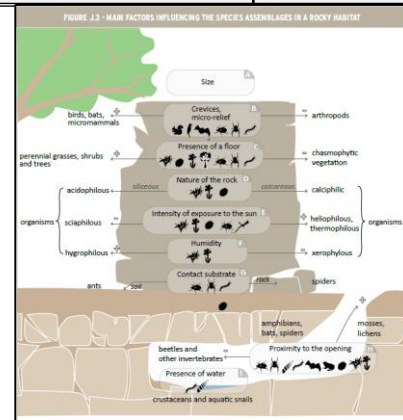 FIGURE J.3 - MAIN FACTORS INFLUENCING THE SPECIES ASSEMBLAGES IN A ROCKY HABITAT
Size
A
Crevices,
micro-relief
birds, bats,
micromammals
arthropods
Presence of a floor
perennial grasses, shrubs
and trees
chasmophytic
vegetation
Nature of the rock
acidophilous
siliceous
calcareous
calciphilic
organisms
sciaphilous
Intensity of exposure to the sun
heliophilous,
thermophilous
organisms
Humidity
hygrophilous
xerophylous
Contact substrate
ants
soil
rock
spiders
amphibians,
bats, spiders
mosses,
lichens
beetles and
other invertebrates
Proximity to the opening
H
Presence of water
crustaceans and aquatic snails